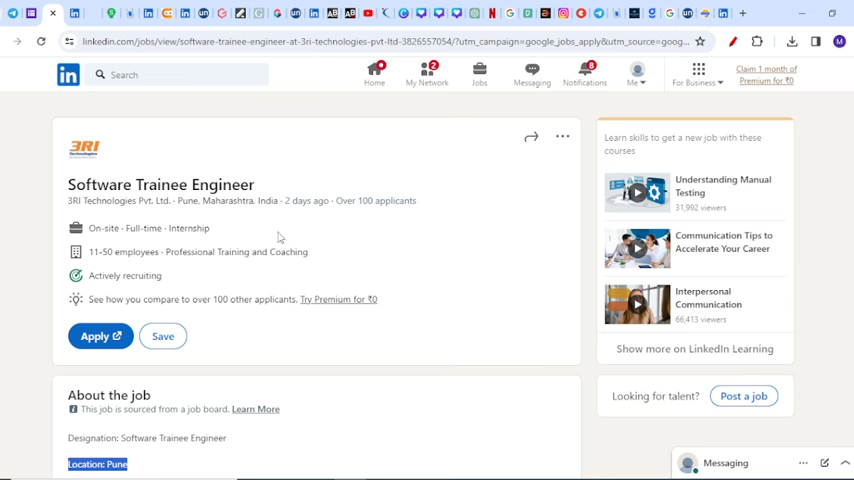 linkedin.com/jobs/view/software-trainee-engineer-at-3ri-technologies-pvt-ltd-3826557054/?utm_campaign=google_jobs_apply&utm_source=goog...
M
in
Search
Home
2
My Network
Jobs
Messaging
8
Notifications
Me
For Business
Claim 1 month of
Premium for ₹0
3RI
Technologies
Software Trainee Engineer
3RI Technologies Pvt. Ltd. · Pune, Maharashtra, India · 2 days ago · Over 100 applicants
On-site · Full-time · Internship
11-50 employees · Professional Training and Coaching
Actively recruiting
See how you compare to over 100 other applicants. Try Premium for ₹0
Apply
Save
About the job
This job is sourced from a job board. Learn More
Designation: Software Trainee Engineer
Location: Pune
Learn skills to get a new job with these
courses
Understanding Manual
Testing
31,992 viewers
Communication Tips to
Accelerate Your Career
Interpersonal
Communication
66,413 viewers
Show more on LinkedIn Learning
Looking for talent?
Post a job
Messaging